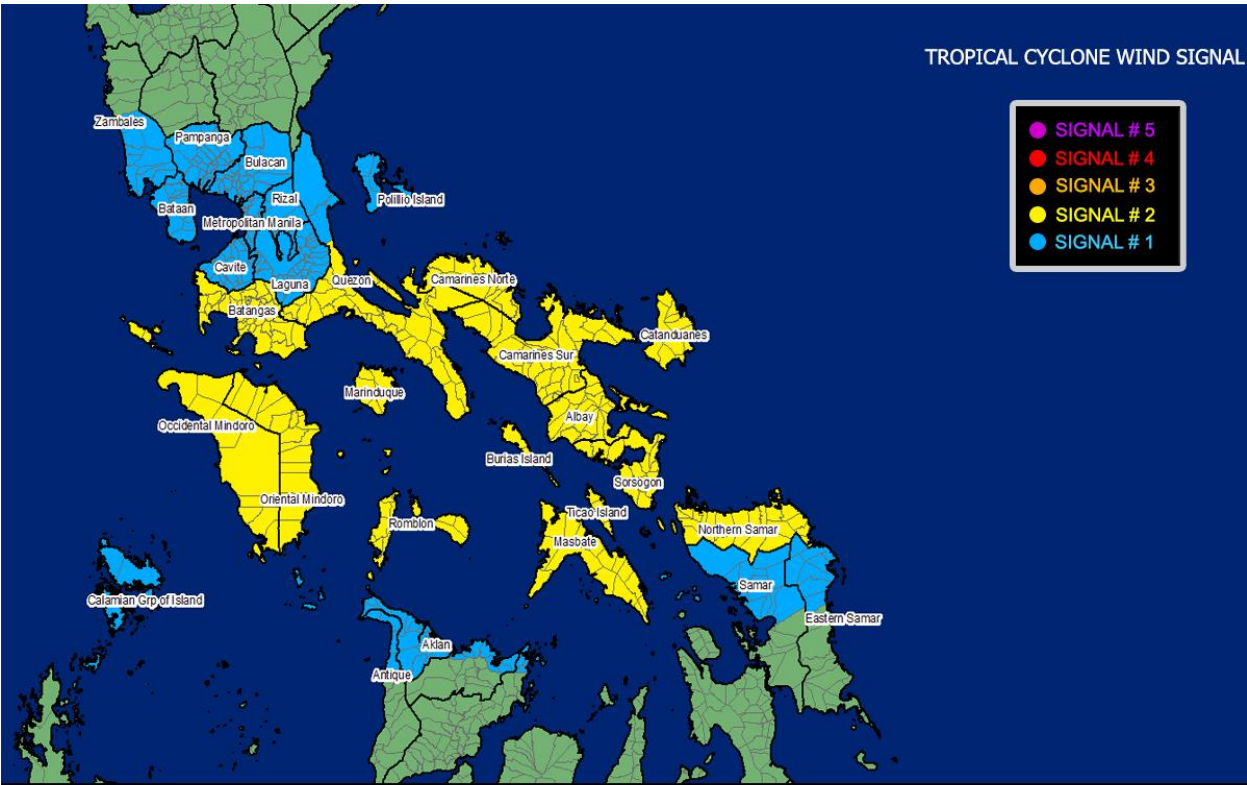 TROPICAL CYCLONE WIND SIGNAL
SIGNAL # 5
SIGNAL # 4
SIGNAL # 3
SIGNAL # 2
SIGNAL # 1
Zambales
Pampanga
Bulacan
Rizal
Polillio Island
Bataan
Metropolitan Manila
Cavite
Laguna
Quezon
Camarines Norte
Batangas
Catanduanes
Camarines Sur
Marinduque
Albay
Occidental Mindoro
Burias Island
Sorsogon
Oriental Mindoro
Ticao Island
Romblon
Northern Samar
Masbate
Samar
Calamian Grp of Island
Eastern Samar
Aklan
Antique